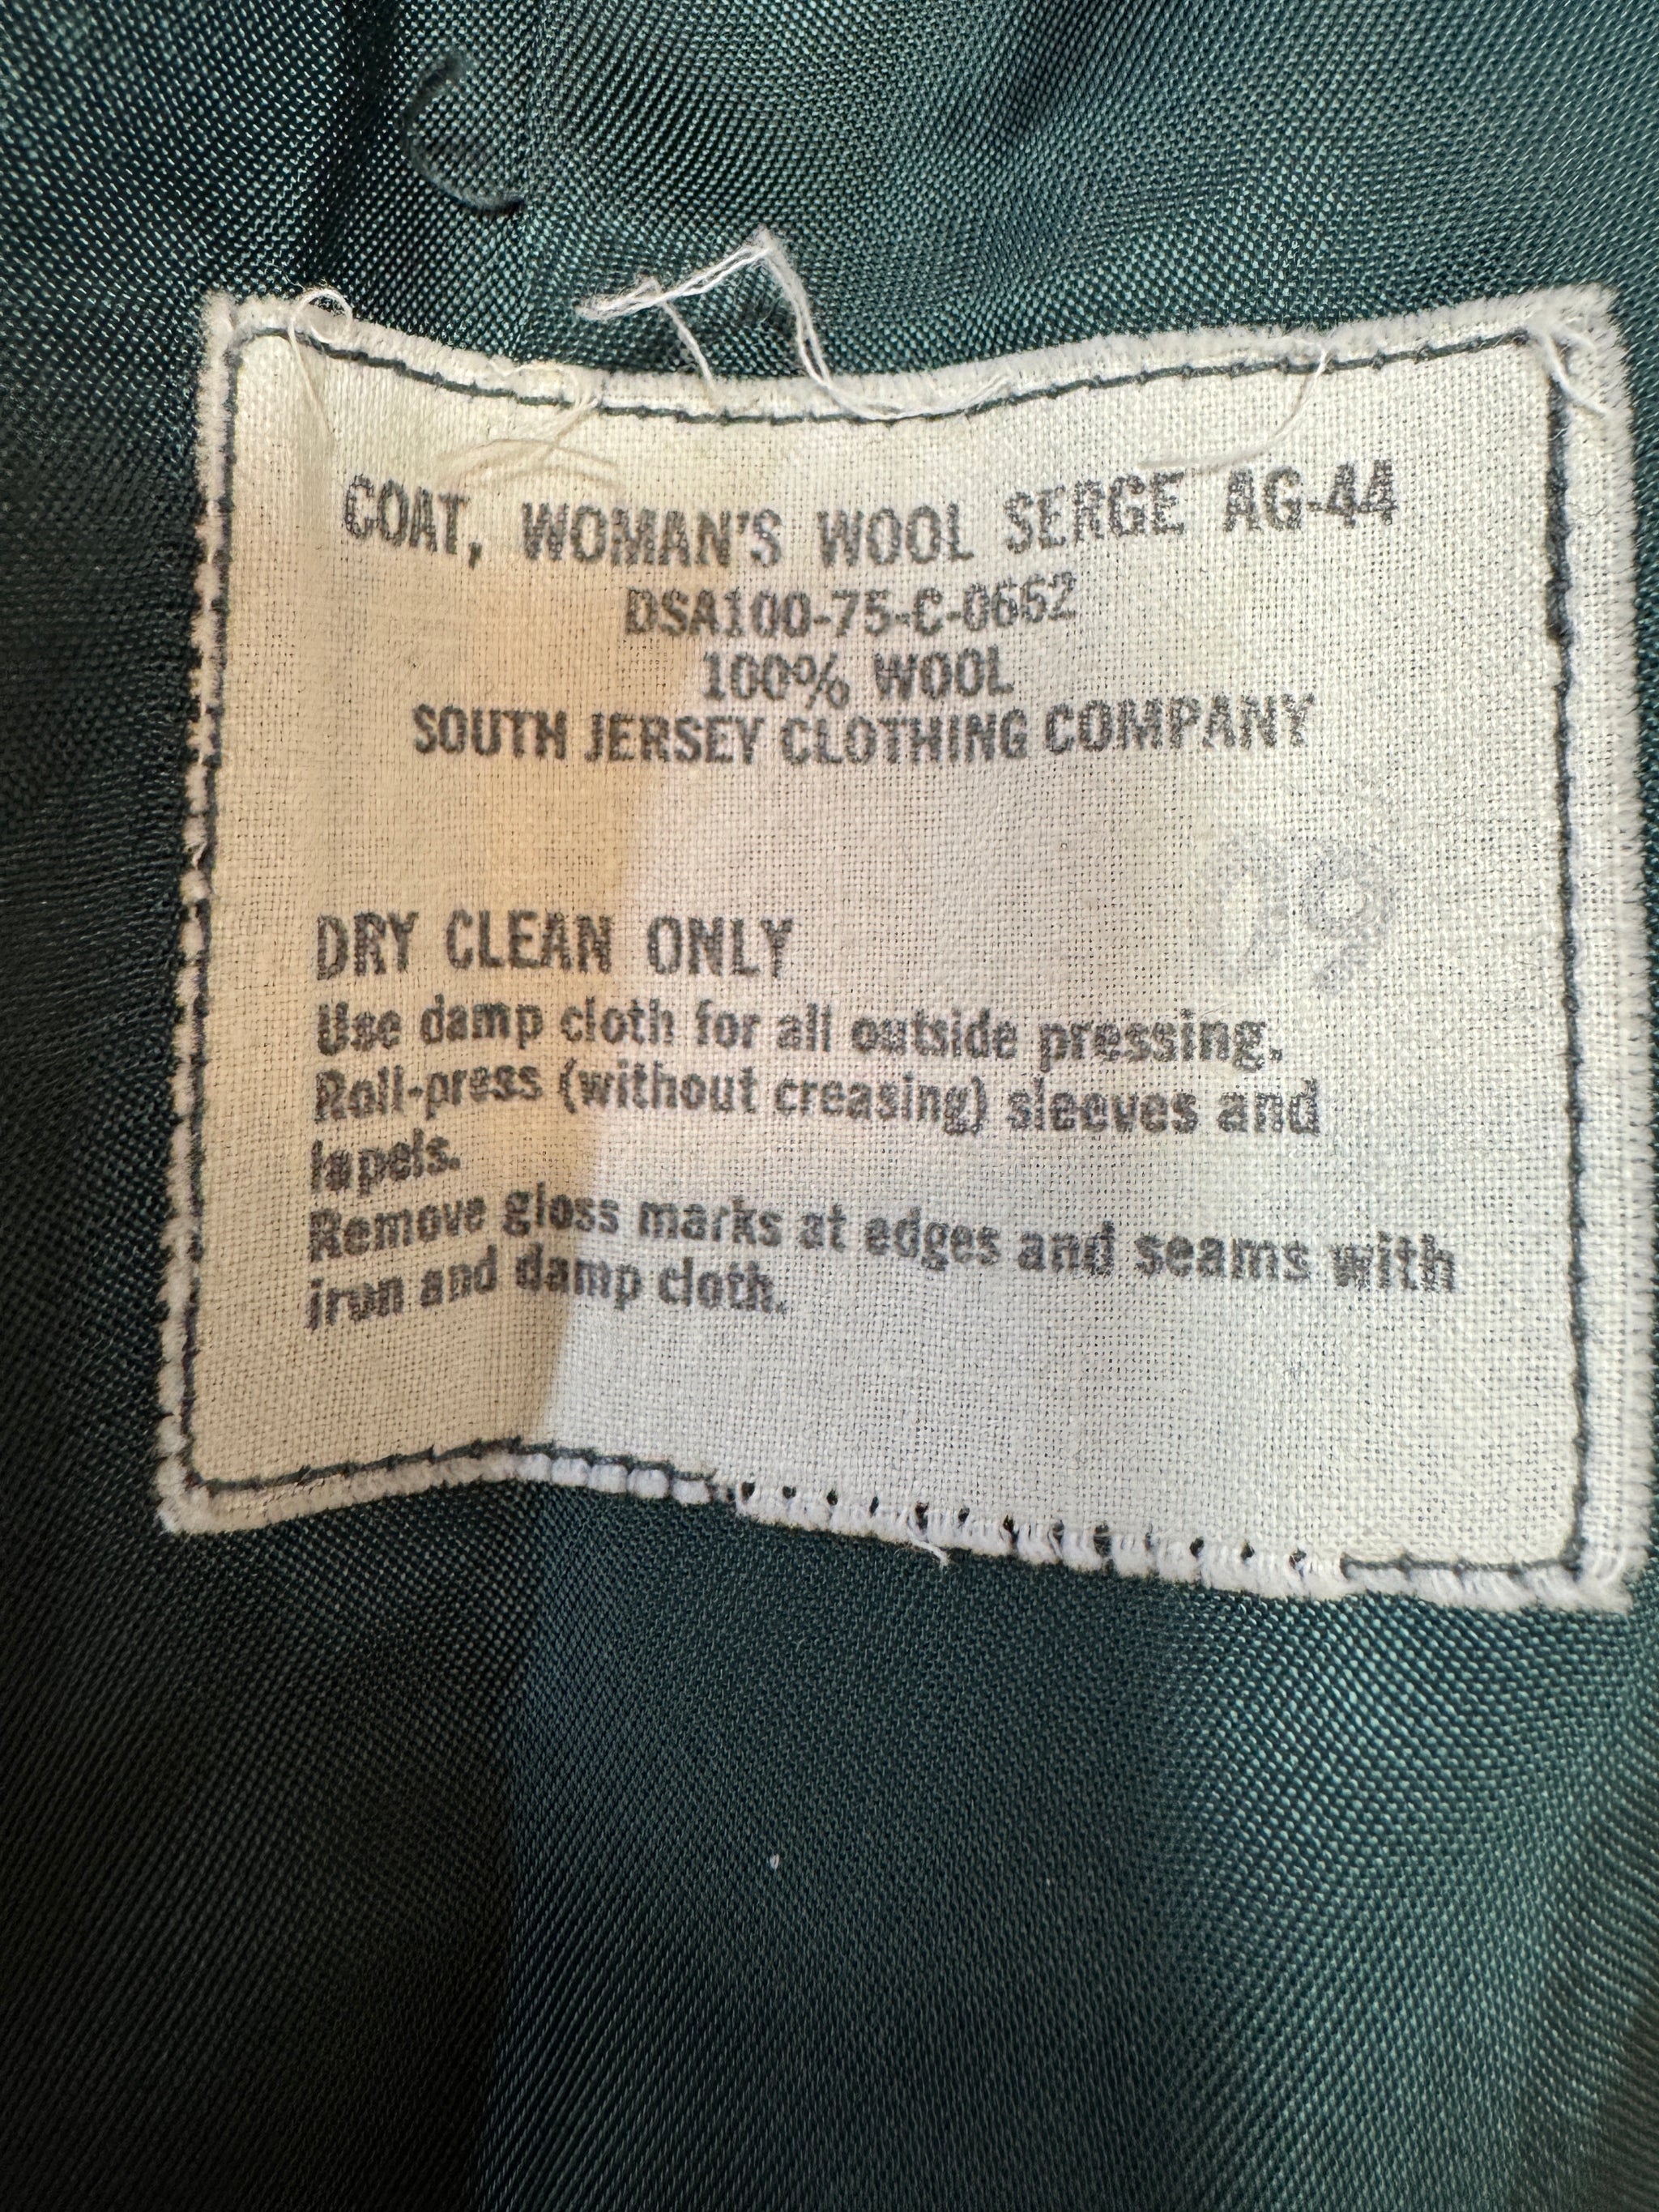 COAT, WOMAN'S WOOL SERGE AG-44
DSA100-75-C-0662
100% WOOL
SOUTH JERSEY CLOTHING COMPANY
DRY CLEAN ONLY
Use damp cloth for all outside pressing.
Roll-press (without creasing) sleeves and
lapels.
Remove gloss marks at edges and seams with
iron and damp cloth.